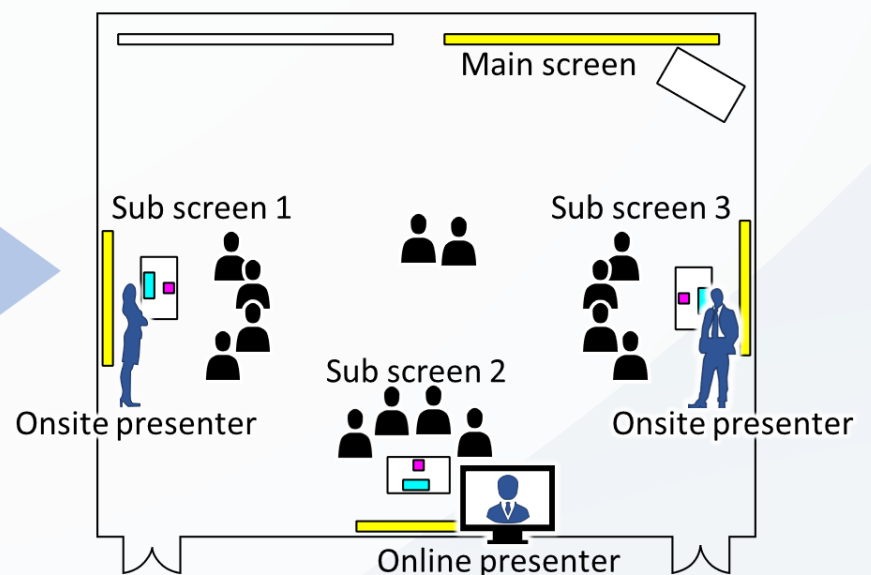 Main screen
Sub screen 1
Sub screen 3
Sub screen 2
Onsite presenter
Onsite presenter
Online presenter